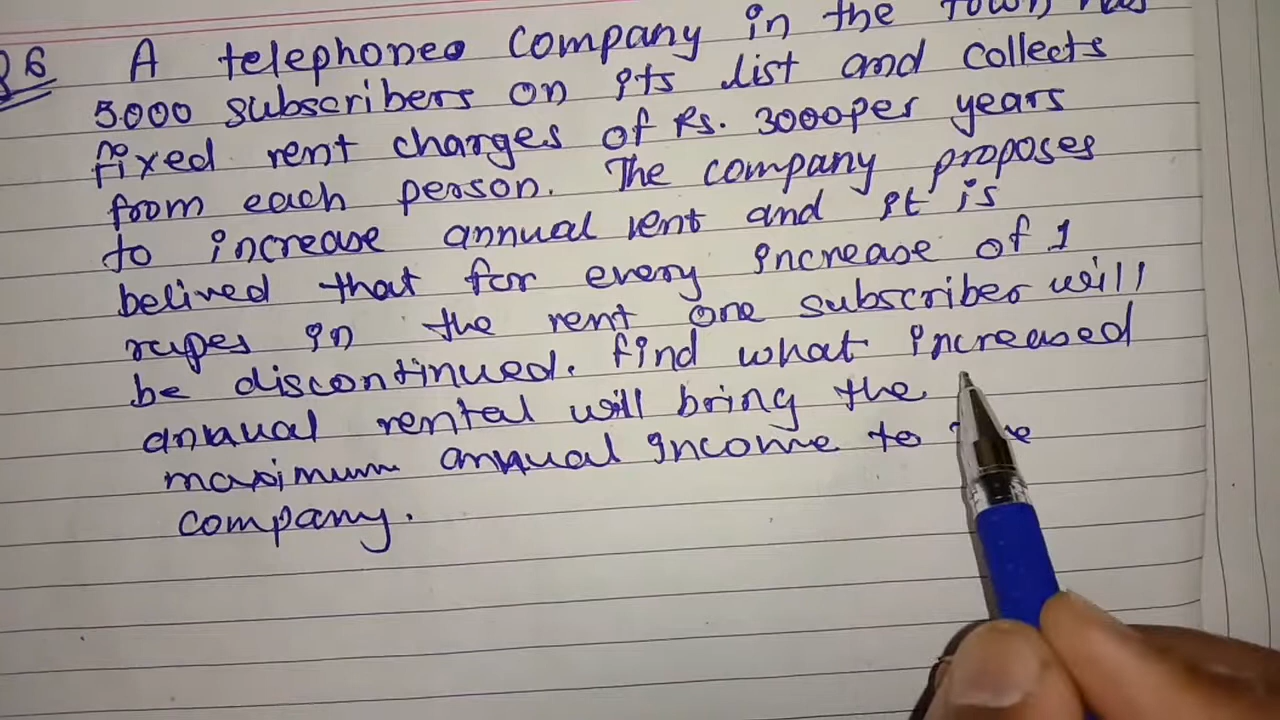 Q6 A telephone company in the town has
5000 subscribers on its list and collects
fixed rent charges of Rs. 3000 per years
from each person. The company proposes
to increase annual rent and it is
belived that for every increase of 1
rupes in the rent one subscriber will
be discontinued. find what increased
annual rental will bring the
maximum annual income to the
company.